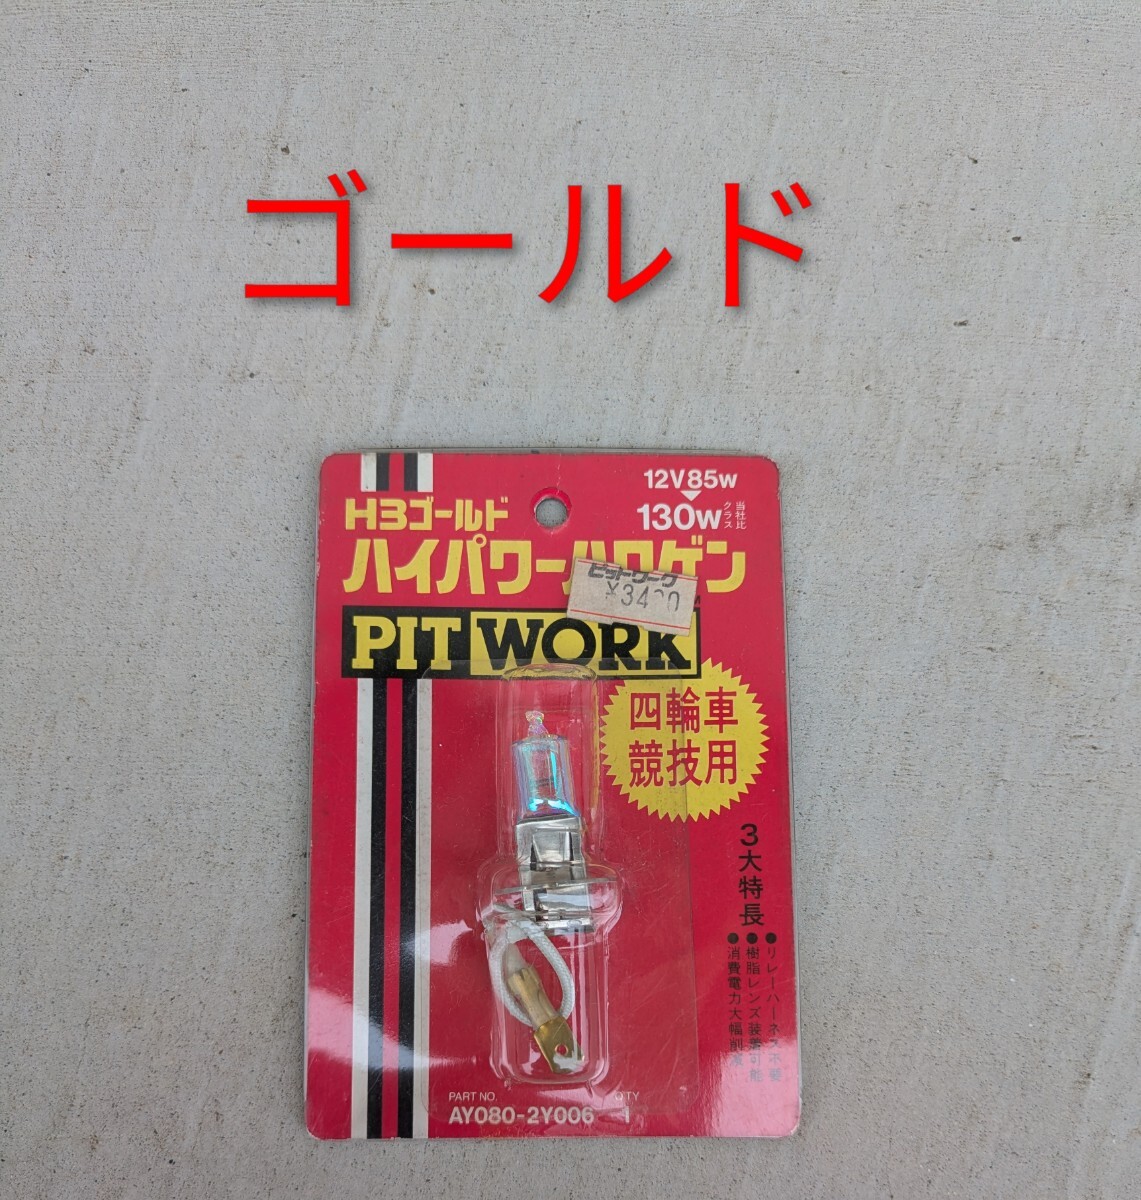 ゴールド
12V85w
130w
当社比
クラス
H3ゴールド
ハイパワーハロゲン
ピットワーク
PIT WORK
四輪車
競技用
3大特長
●リレーハーネス不要
●樹脂レンズ装着可能
●消費電力大幅削減
PART NO.
Q'TY
AY080-2Y006
1